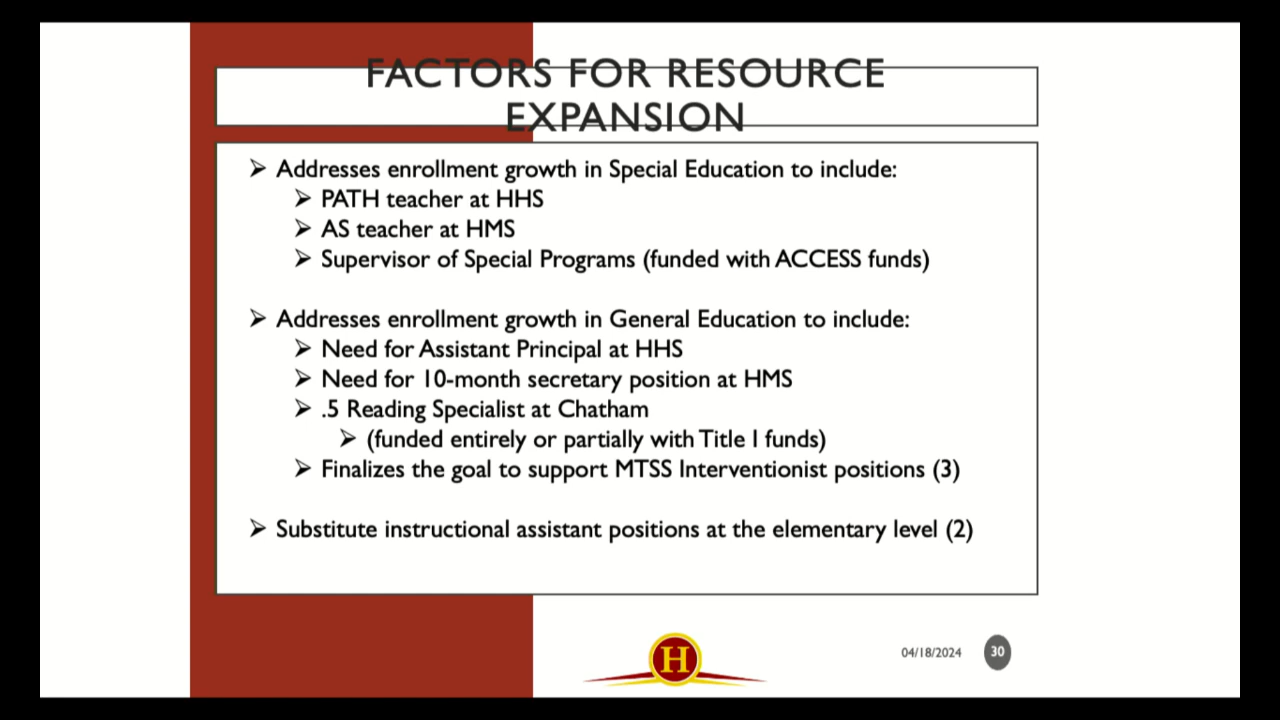 FACTORS FOR RESOURCE
EXPANSION
➢ Addresses enrollment growth in Special Education to include:
➢ PATH teacher at HHS
➢ AS teacher at HMS
➢ Supervisor of Special Programs (funded with ACCESS funds)
➢ Addresses enrollment growth in General Education to include:
➢ Need for Assistant Principal at HHS
➢ Need for 10-month secretary position at HMS
➢ .5 Reading Specialist at Chatham
➢ (funded entirely or partially with Title I funds)
➢ Finalizes the goal to support MTSS Interventionist positions (3)
➢ Substitute instructional assistant positions at the elementary level (2)
H
04/18/2024
30